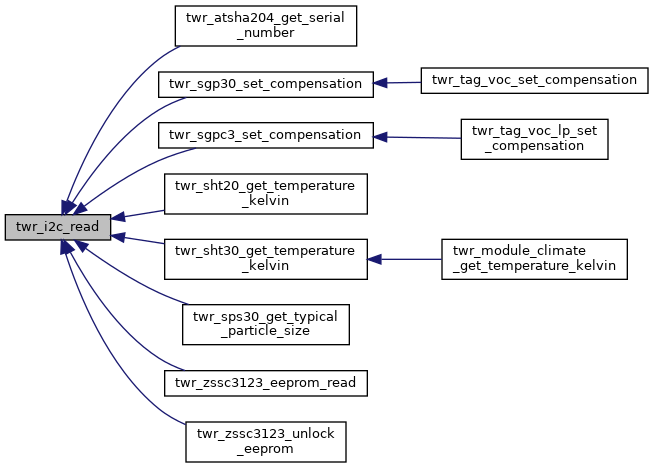 twr_atsha204_get_serial
_number
twr_sgp30_set_compensation
twr_tag_voc_set_compensation
twr_sgpc3_set_compensation
twr_tag_voc_lp_set
_compensation
twr_sht20_get_temperature
_kelvin
twr_i2c_read
twr_sht30_get_temperature
_kelvin
twr_module_climate
_get_temperature_kelvin
twr_sps30_get_typical
_particle_size
twr_zssc3123_eeprom_read
twr_zssc3123_unlock
_eeprom